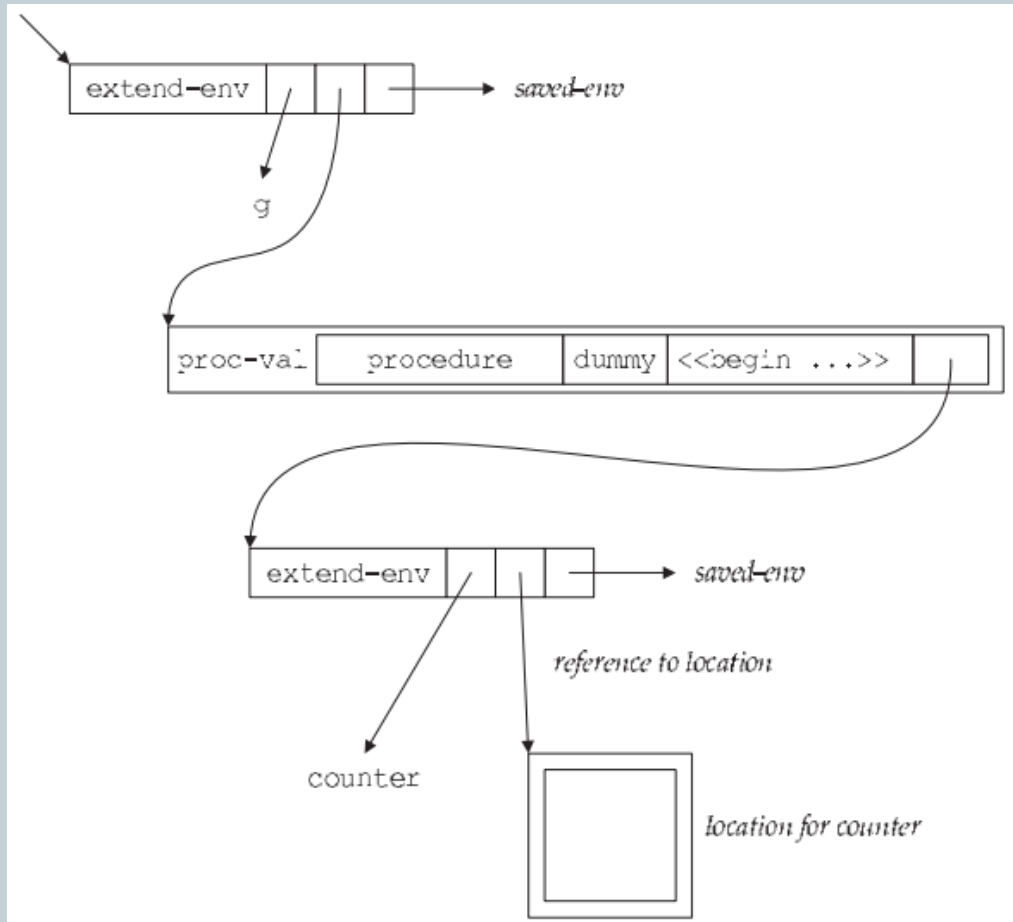 extend-env saved-env
g
proc-val procedure dummy <<begin ...>>
extend-env saved-env
reference to location
counter
location for counter